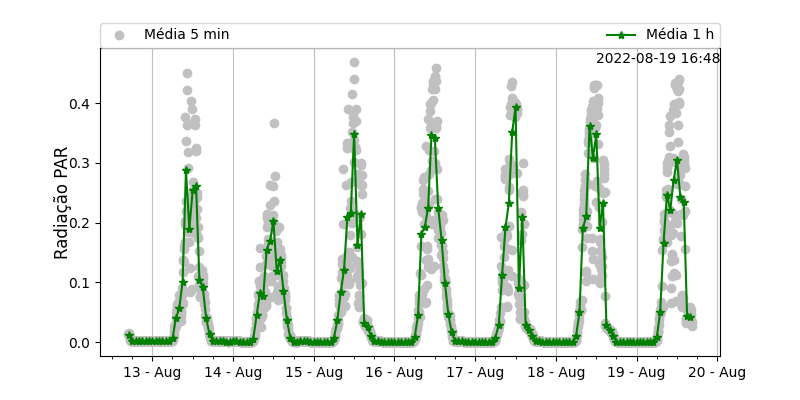 Média 5 min
Média 1 h
2022-08-19 16:48
Radiação PAR
0.4
0.3
0.2
0.1
0.0
13 - Aug
14 - Aug
15 - Aug
16 - Aug
17 - Aug
18 - Aug
19 - Aug
20 - Aug